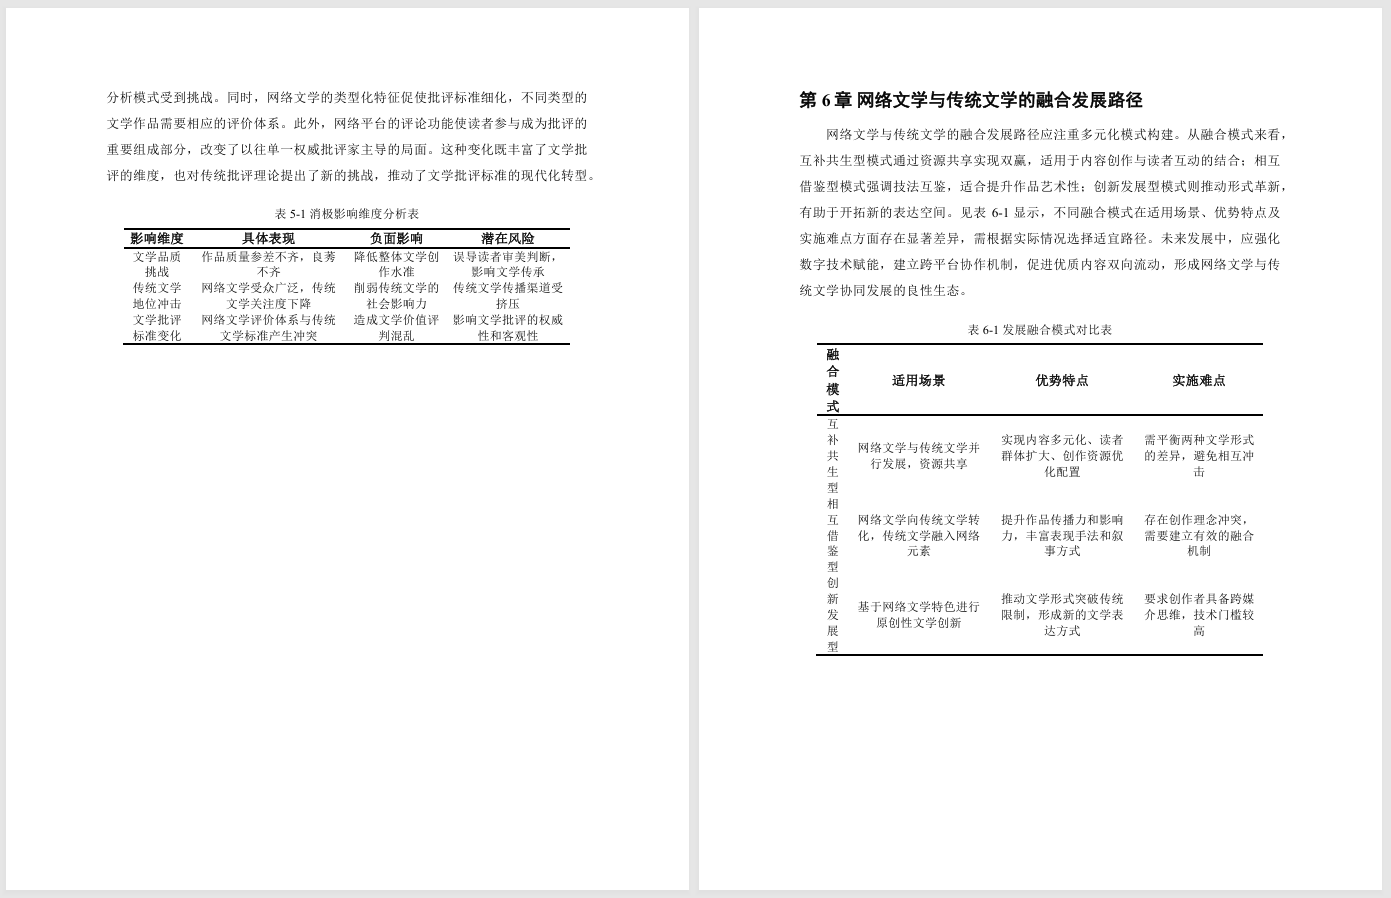 分析模式受到挑战。同时，网络文学的类型化特征促使批评标准细化，不同类型的
文学作品需要相应的评价体系。此外，网络平台的评论功能使读者参与成为批评的
重要组成部分，改变了以往单一权威批评家主导的局面。这种变化既丰富了文学批
评的维度，也对传统批评理论提出了新的挑战，推动了文学批评标准的现代化转型。
表 5-1 消极影响维度分析表
影响维度 具体表现 负面影响 潜在风险
文学品质 作品质量参差不齐，良莠 降低整体文学创 误导读者审美判断，
挑战 不齐 作水准 影响文学传承
传统文学 网络文学受众广泛，传统 削弱传统文学的 传统文学传播渠道受
地位冲击 文学关注度下降 社会影响力 挤压
文学批评 网络文学评价体系与传统 造成文学价值评 影响文学批评的权威
标准变化 文学标准产生冲突 判混乱 性和客观性
第 6 章 网络文学与传统文学的融合发展路径
网络文学与传统文学的融合发展路径应注重多元化模式构建。从融合模式来看，
互补共生型模式通过资源共享实现双赢，适用于内容创作与读者互动的结合；相互
借鉴型模式强调技法互鉴，适合提升作品艺术性；创新发展型模式则推动形式革新，
有助于开拓新的表达空间。见表 6-1 显示，不同融合模式在适用场景、优势特点及
实施难点方面存在显著差异，需根据实际情况选择适宜路径。未来发展中，应强化
数字技术赋能，建立跨平台协作机制，促进优质内容双向流动，形成网络文学与传
统文学协同发展的良性生态。
表 6-1 发展融合模式对比表
融
合
模
式
适用场景 优势特点 实施难点
互
补
共
生
型
网络文学与传统文学并
行发展，资源共享
实现内容多元化、读者
群体扩大、创作资源优
化配置
需平衡两种文学形式
的差异，避免相互冲
击
相
互
借
鉴
型
网络文学向传统文学转
化，传统文学融入网络
元素
提升作品传播力和影响
力，丰富表现手法和叙
事方式
存在创作理念冲突，
需要建立有效的融合
机制
创
新
发
展
型
基于网络文学特色进行
原创性文学创新
推动文学形式突破传统
限制，形成新的文学表
达方式
要求创作者具备跨媒
介思维，技术门槛较
高